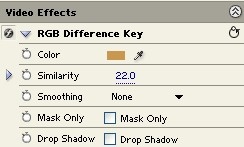 Video Effects
RGB Difference Key
Color
Similarity 22.0
Smoothing None
Mask Only Mask Only
Drop Shadow Drop Shadow